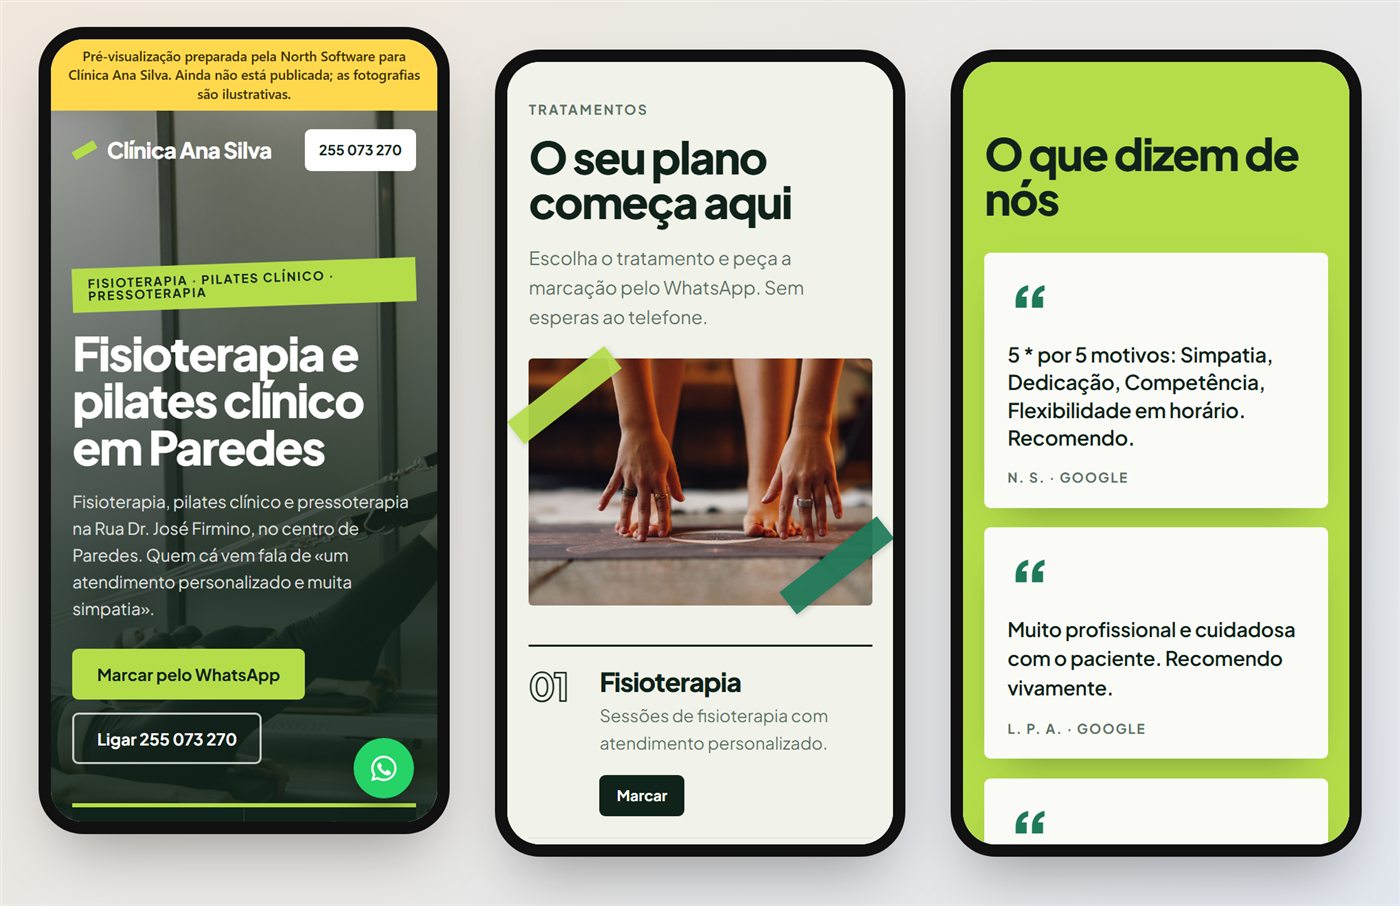 Pré-visualização preparada pela North Software para
Clínica Ana Silva. Ainda não está publicada; as fotografias
são ilustrativas.
Clínica Ana Silva
255 073 270
FISIOTERAPIA · PILATES CLÍNICO ·
PRESSOTERAPIA
Fisioterapia e
pilates clínico
em Paredes
Fisioterapia, pilates clínico e pressoterapia
na Rua Dr. José Firmino, no centro de
Paredes. Quem cá vem fala de «um
atendimento personalizado e muita
simpatia».
Marcar pelo WhatsApp
Ligar 255 073 270
TRATAMENTOS
O seu plano
começa aqui
Escolha o tratamento e peça a
marcação pelo WhatsApp. Sem
esperas ao telefone.
01
Fisioterapia
Sessões de fisioterapia com
atendimento personalizado.
Marcar
O que dizem de
nós
“
5 * por 5 motivos: Simpatia,
Dedicação, Competência,
Flexibilidade em horário.
Recomendo.
N. S. · GOOGLE
“
Muito profissional e cuidadosa
com o paciente. Recomendo
vivamente.
L. P. A. · GOOGLE
“